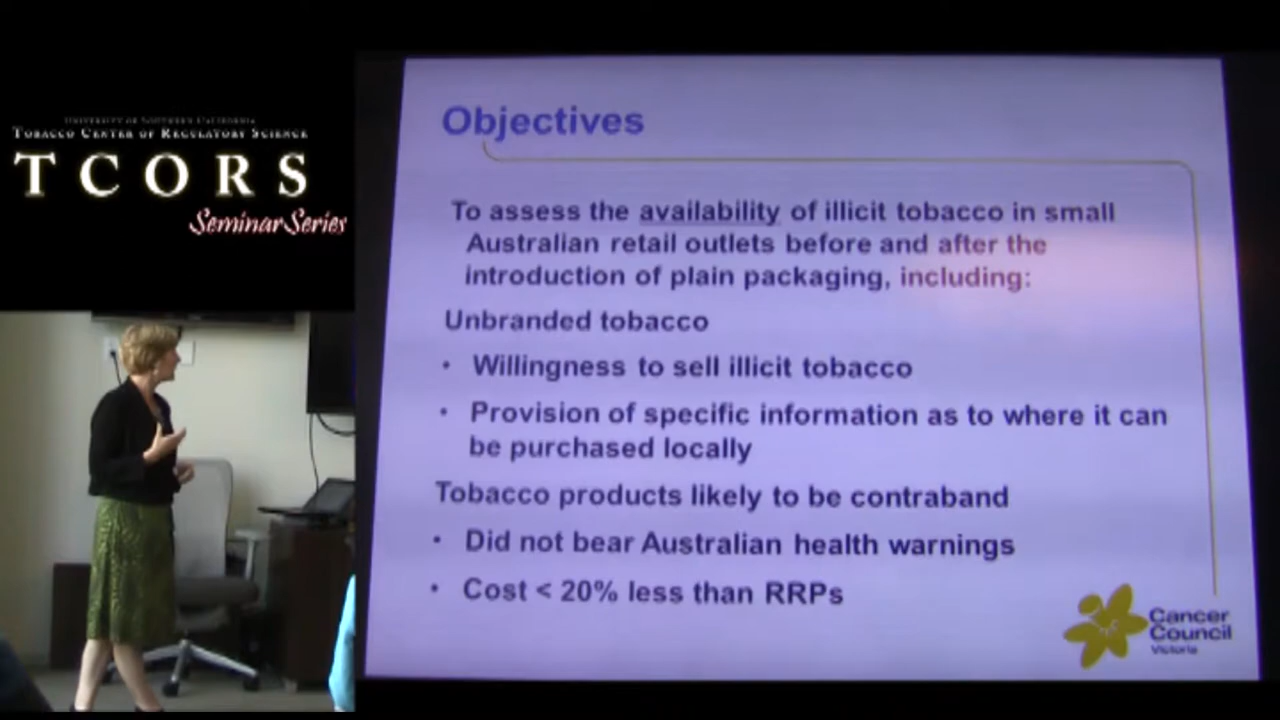 UNIVERSITY OF SOUTHERN CALIFORNIA
TOBACCO CENTER OF REGULATORY SCIENCE
TCORS
Seminar Series
Objectives
To assess the availability of illicit tobacco in small
Australian retail outlets before and after the
introduction of plain packaging, including:
Unbranded tobacco
• Willingness to sell illicit tobacco
• Provision of specific information as to where it can
be purchased locally
Tobacco products likely to be contraband
• Did not bear Australian health warnings
• Cost < 20% less than RRPs
Cancer
Council
Victoria